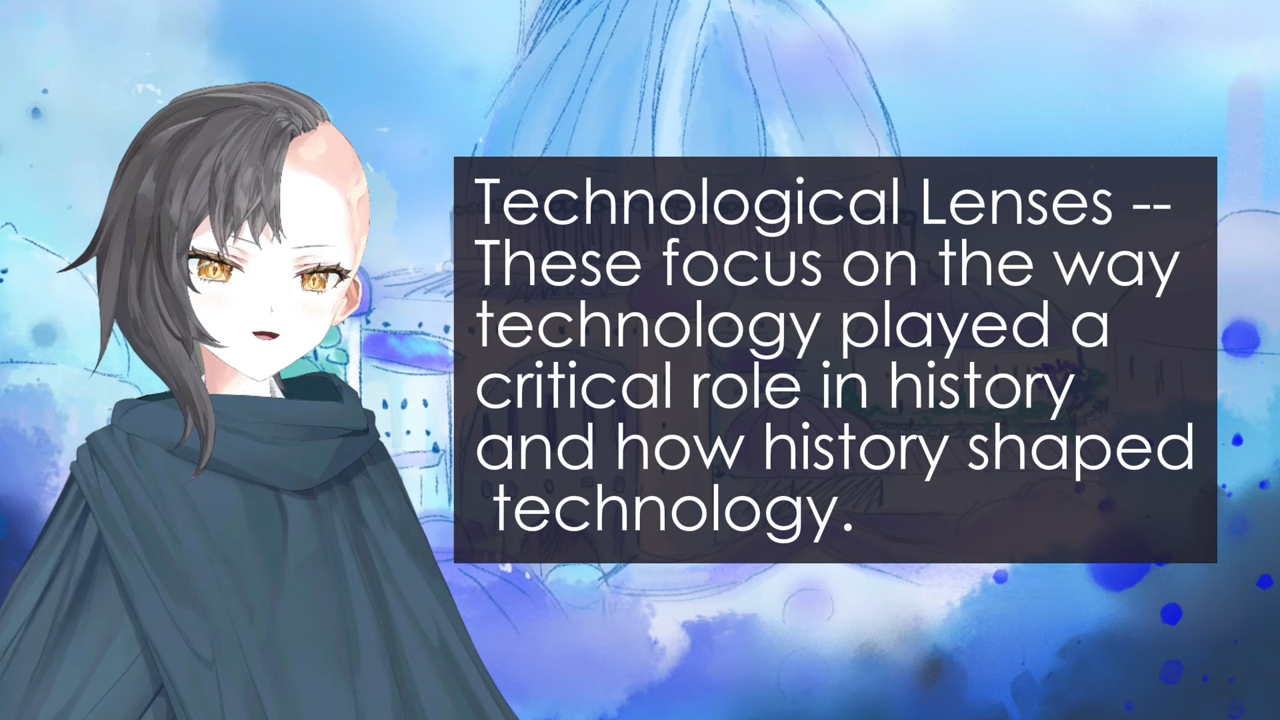 Technological Lenses --
These focus on the way
technology played a
critical role in history
and how history shaped
technology.